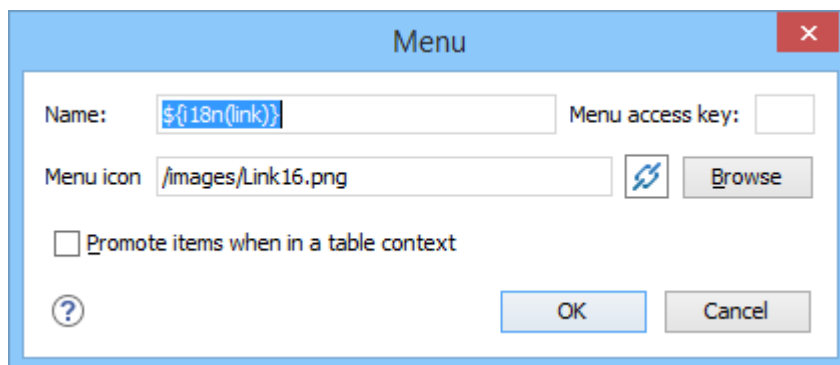 Menu
Name: ${i18n(link)} Menu access key:
Menu icon /images/Link16.png Browse
Promote items when in a table context
? OK Cancel